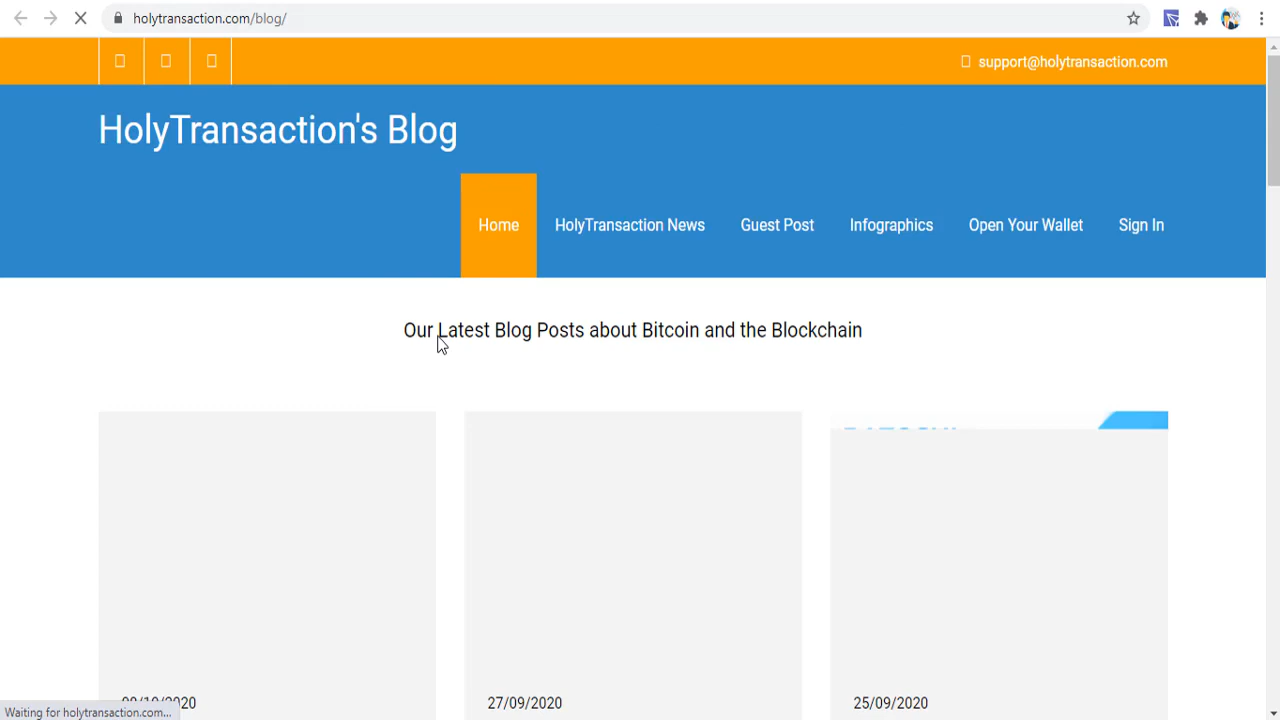 holytransaction.com/blog/
support@holytransaction.com
HolyTransaction's Blog
Home HolyTransaction News Guest Post Infographics Open Your Wallet Sign In
Our Latest Blog Posts about Bitcoin and the Blockchain
27/09/2020 25/09/2020
Waiting for holytransaction.com...